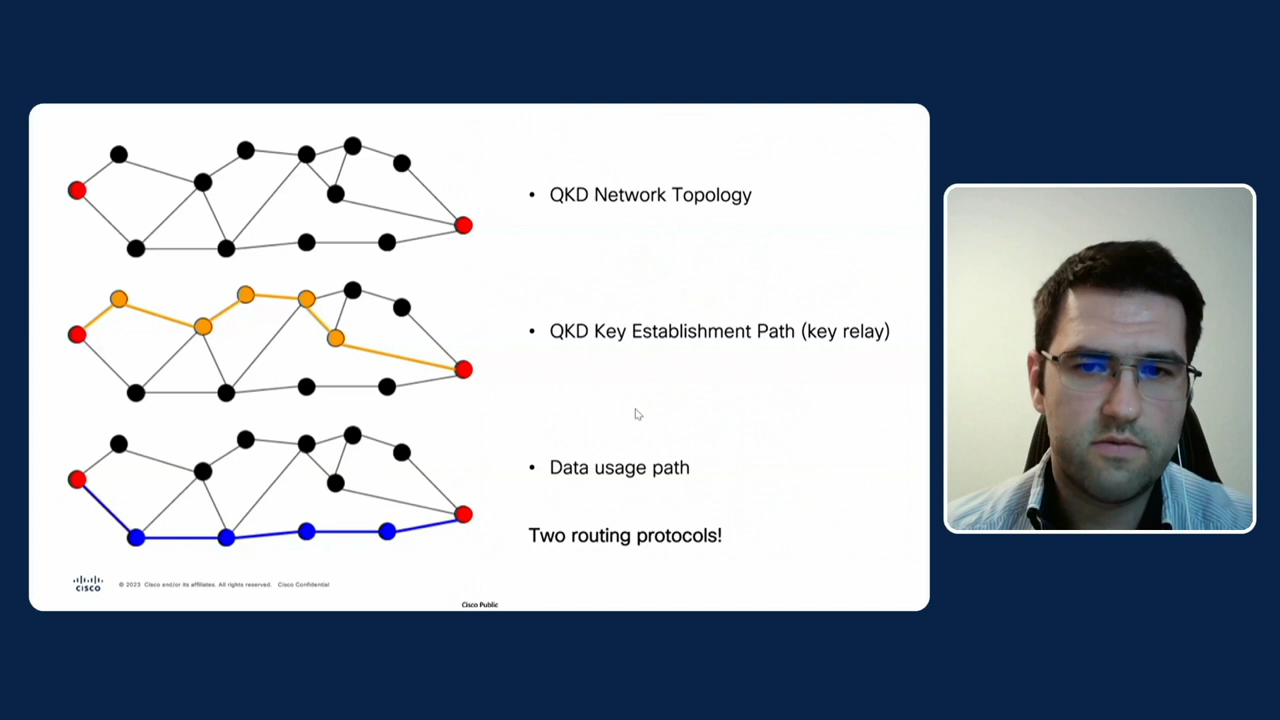 • QKD Network Topology
• QKD Key Establishment Path (key relay)
• Data usage path
Two routing protocols!
CISCO
© 2023 Cisco and/or its affiliates. All rights reserved. Cisco Confidential
Cisco Public